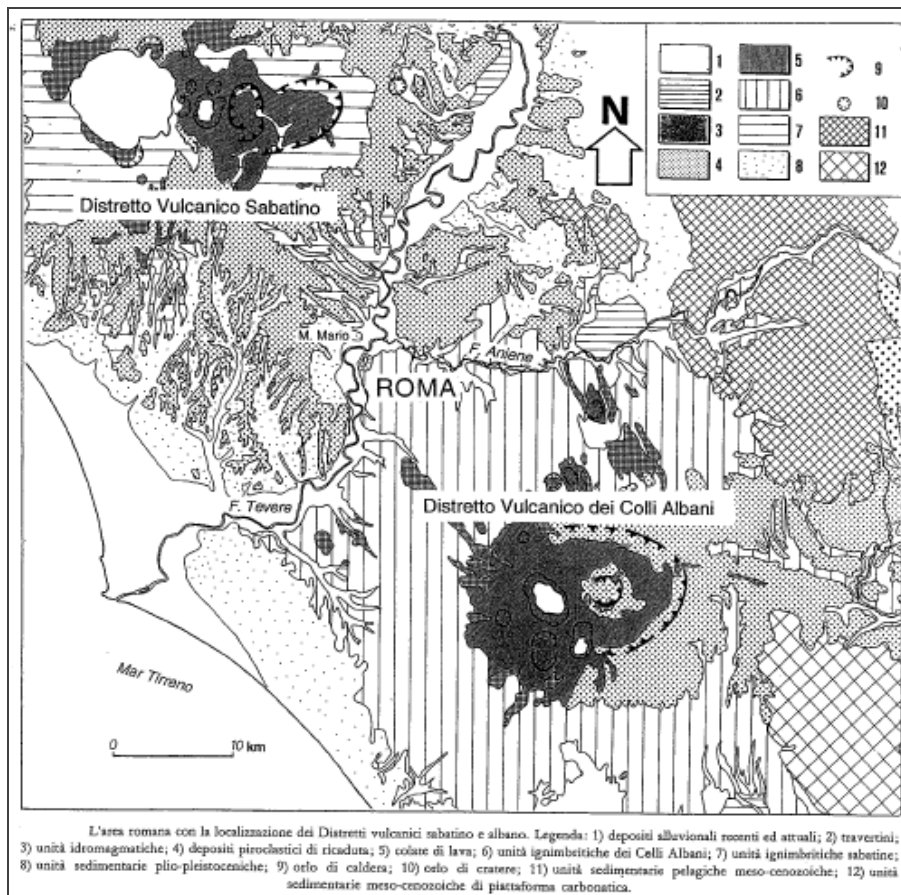 1
2
3
4
5
6
7
8
9
10
11
12
N
Distretto Vulcanico Sabatino
M. Mario
F. Aniene
ROMA
F. Tevere
Distretto Vulcanico dei Colli Albani
Mar Tirreno
0 10 km
L'area romana con la localizzazione dei Distretti vulcanici sabatino e albano. Legenda: 1) depositi alluvionali recenti ed attuali; 2) travertini;
3) unità idromagmatiche; 4) depositi piroclastici di ricaduta; 5) colate di lava; 6) unità ignimbritiche dei Colli Albani; 7) unità ignimbritiche sabatine;
8) unità sedimentarie plio-pleistoceniche; 9) orlo di caldera; 10) orlo di cratere; 11) unità sedimentarie pelagiche meso-cenozoiche; 12) unità
sedimentarie meso-cenozoiche di piattaforma carbonatica.